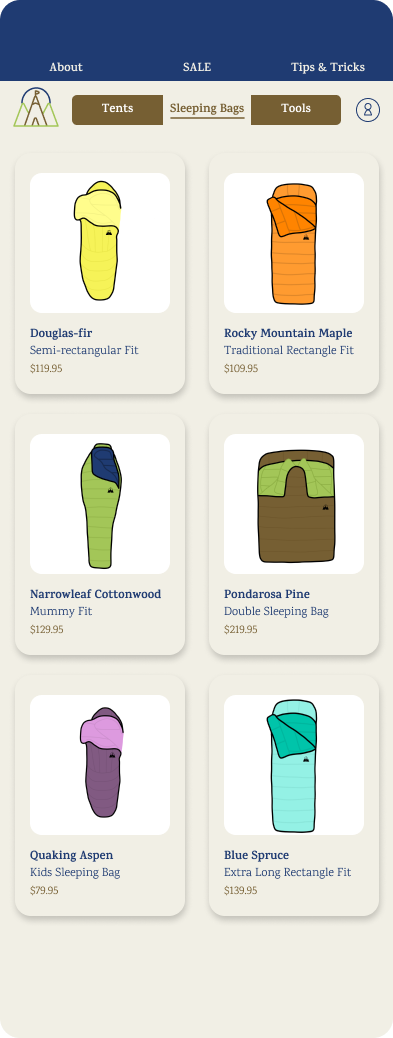 About SALE Tips & Tricks
Tents Sleeping Bags Tools
Douglas-fir
Semi-rectangular Fit
$119.95
Rocky Mountain Maple
Traditional Rectangle Fit
$109.95
Narrowleaf Cottonwood
Mummy Fit
$129.95
Pondarosa Pine
Double Sleeping Bag
$219.95
Quaking Aspen
Kids Sleeping Bag
$79.95
Blue Spruce
Extra Long Rectangle Fit
$139.95